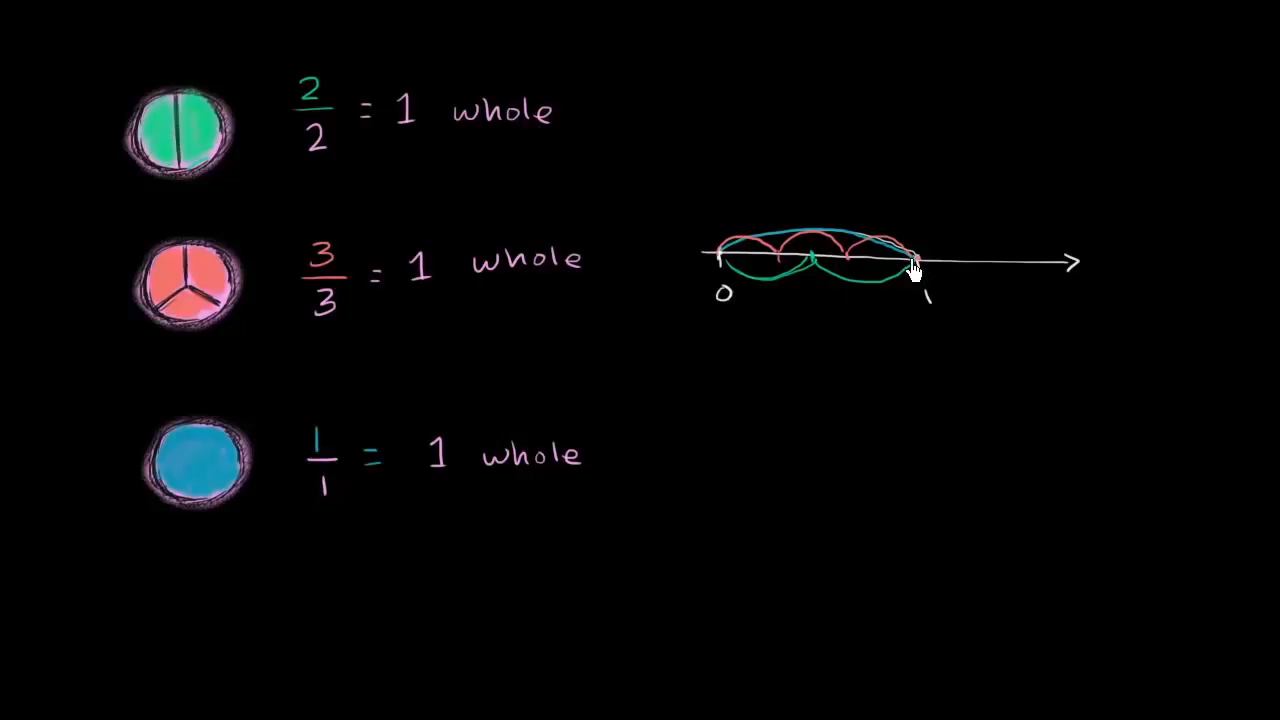 2/2 = 1 whole
3/3 = 1 whole
0 1
1/1 = 1 whole